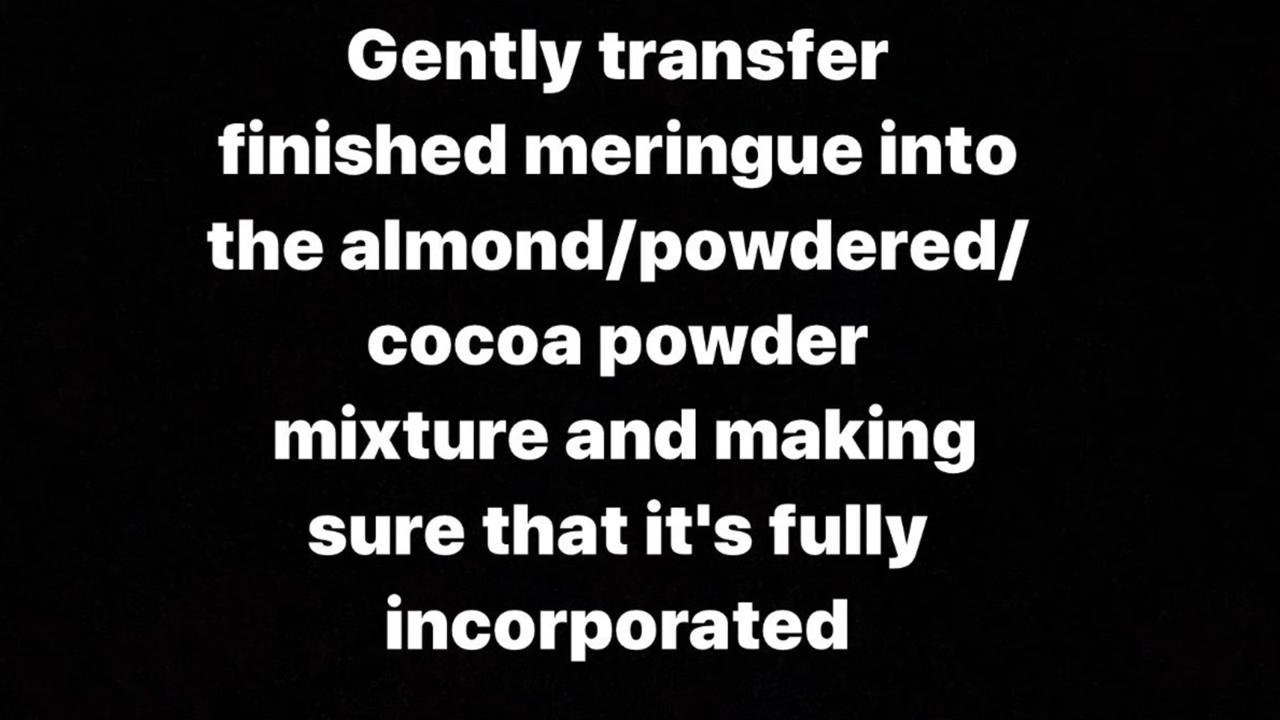 Gently transfer
finished meringue into
the almond/powdered/
cocoa powder
mixture and making
sure that it's fully
incorporated